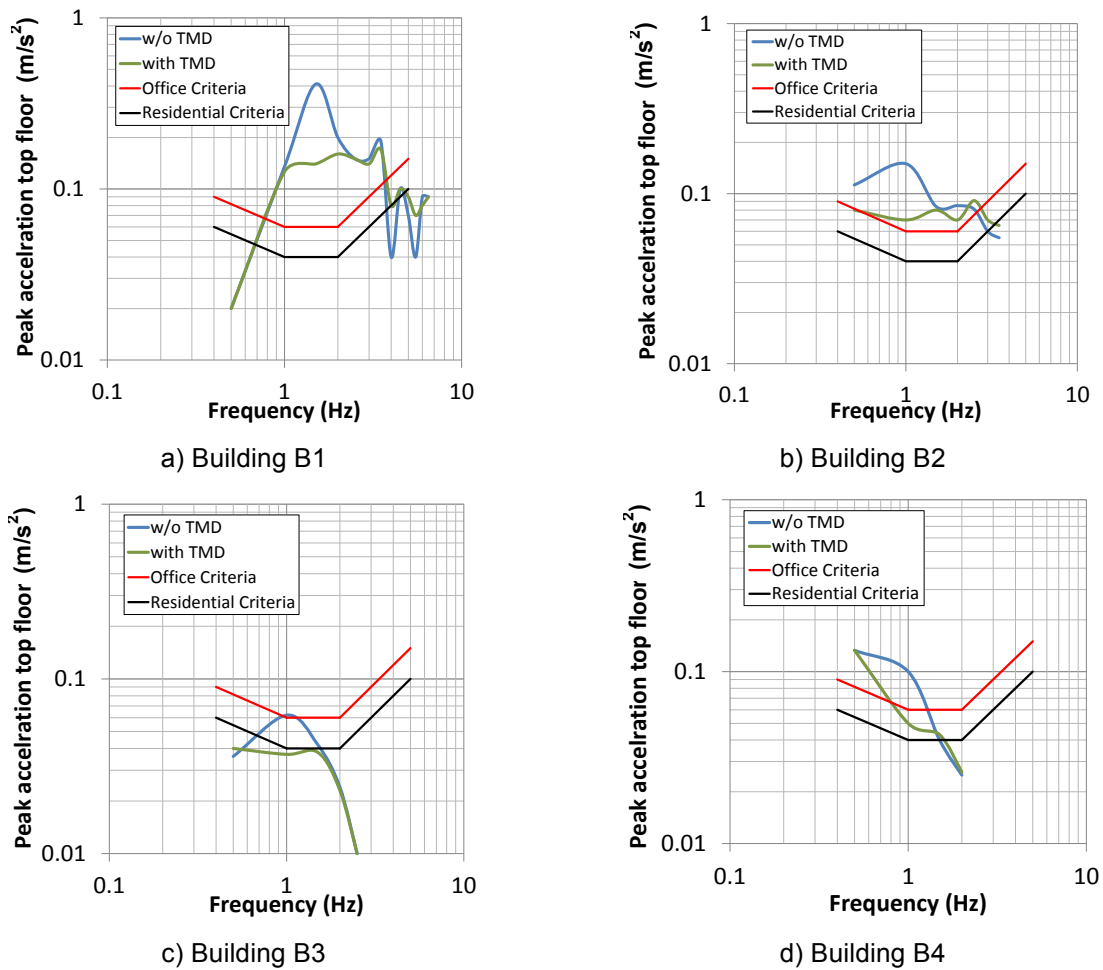 Peak accelration top floor (m/s²)
1
0.1
0.01
w/o TMD
with TMD
Office Criteria
Residential Criteria
0.1
1
10
Frequency (Hz)
a) Building B1
Peak accelration top floor (m/s²)
1
0.1
0.01
w/o TMD
with TMD
Office Criteria
Residential Criteria
0.1
1
10
Frequency (Hz)
b) Building B2
Peak accelration top floor (m/s²)
1
0.1
0.01
w/o TMD
with TMD
Office Criteria
Residential Criteria
0.1
1
10
Frequency (Hz)
c) Building B3
Peak accelration top floor (m/s²)
1
0.1
0.01
w/o TMD
with TMD
Office Criteria
Residential Criteria
0.1
1
10
Frequency (Hz)
d) Building B4